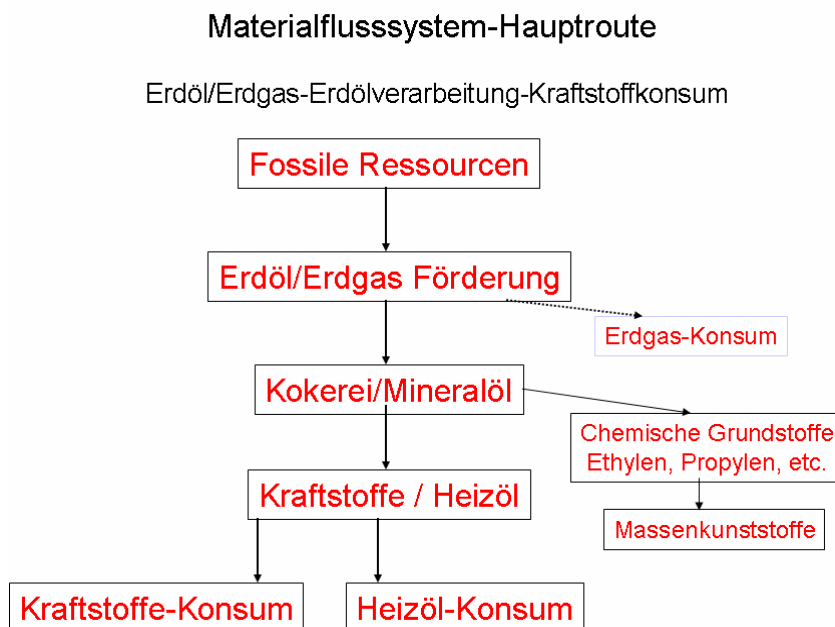 Materialflusssystem-Hauptroute
Erdöl/Erdgas-Erdölverarbeitung-Kraftstoffkonsum
Fossile Ressourcen
Erdöl/Erdgas Förderung
Erdgas-Konsum
Kokerei/Mineralöl
Chemische Grundstoffe
Ethylen, Propylen, etc.
Kraftstoffe / Heizöl
Massenkunststoffe
Kraftstoffe-Konsum
Heizöl-Konsum